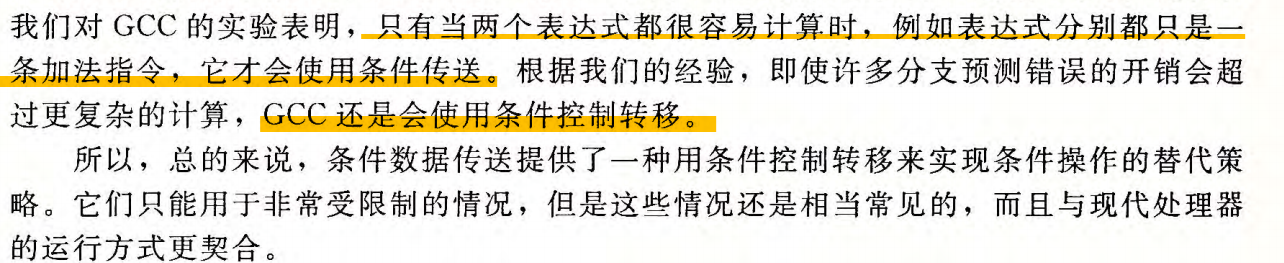 我们对 GCC 的实验表明，只有当两个表达式都很容易计算时，例如表达式分别都只是一
条加法指令，它才会使用条件传送。根据我们的经验，即使许多分支预测错误的开销会超
过更复杂的计算，GCC 还是会使用条件控制转移。
所以，总的来说，条件数据传送提供了一种用条件控制转移来实现条件操作的替代策
略。它们只能用于非常受限制的情况，但是这些情况还是相当常见的，而且与现代处理器
的运行方式更契合。